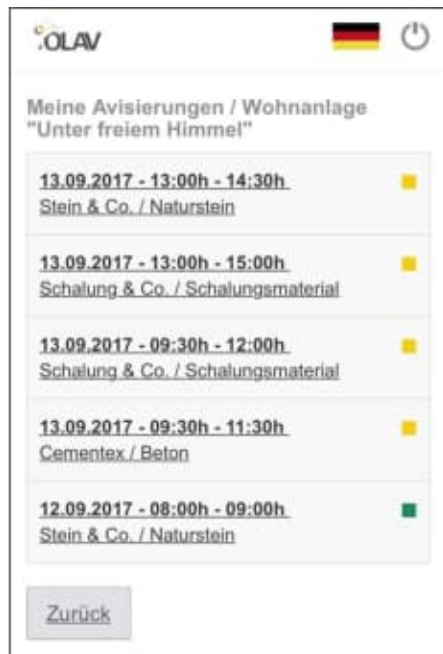 OLAV
Meine Avisierungen / Wohnanlage
"Unter freiem Himmel"
13.09.2017 - 13:00h - 14:30h
Stein & Co. / Naturstein
13.09.2017 - 13:00h - 15:00h
Schalung & Co. / Schalungsmaterial
13.09.2017 - 09:30h - 12:00h
Schalung & Co. / Schalungsmaterial
13.09.2017 - 09:30h - 11:30h
Cementex / Beton
12.09.2017 - 08:00h - 09:00h
Stein & Co. / Naturstein
Zurück